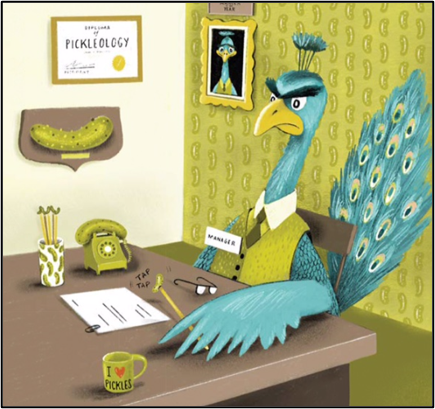 DIPLOMA
of
PICKLEOLOGY
MANAGER
TAP
TAP
I ❤ PICKLES